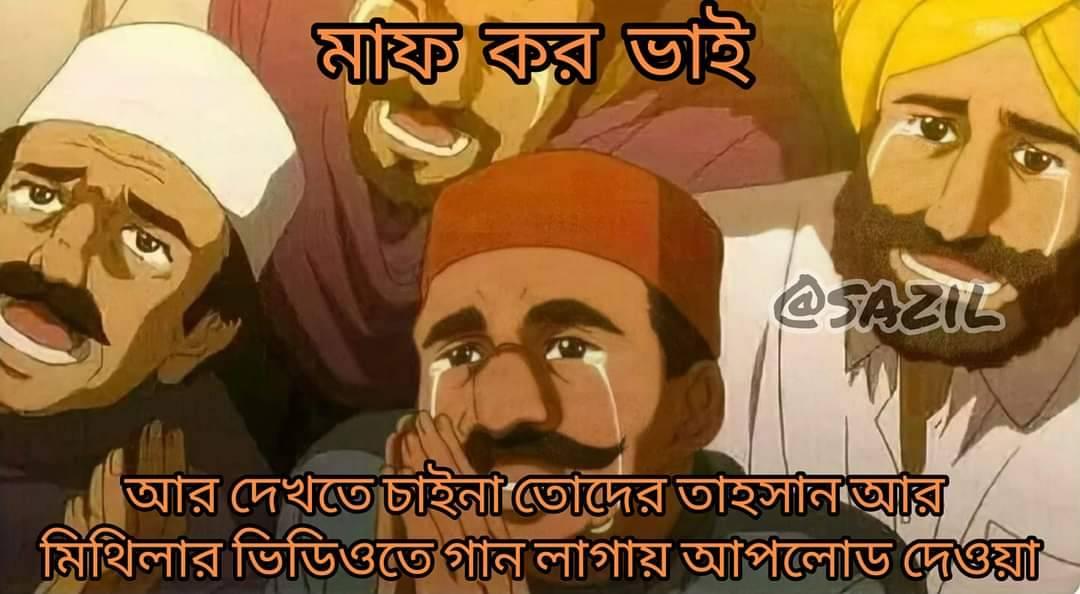 মাফ কর ভাই
@SAZIL
আর দেখতে চাইনা তোদের তাহসান আর
মিথিলার ভিডিওতে গান লাগায় আপলোড দেওয়া